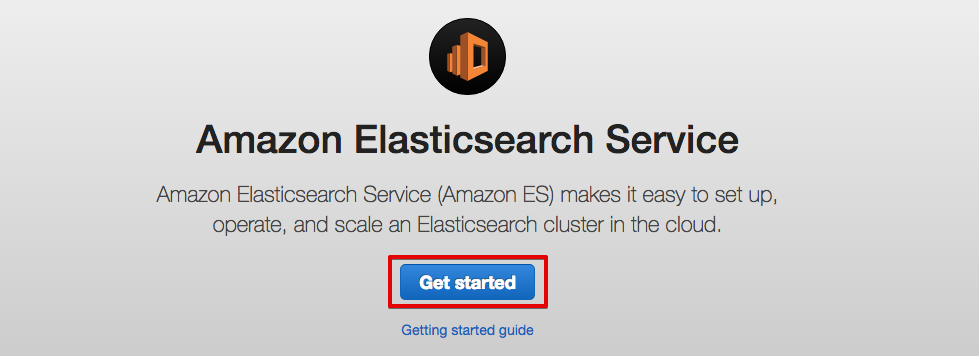 Amazon Elasticsearch Service
Amazon Elasticsearch Service (Amazon ES) makes it easy to set up,
operate, and scale an Elasticsearch cluster in the cloud.
Get started
Getting started guide